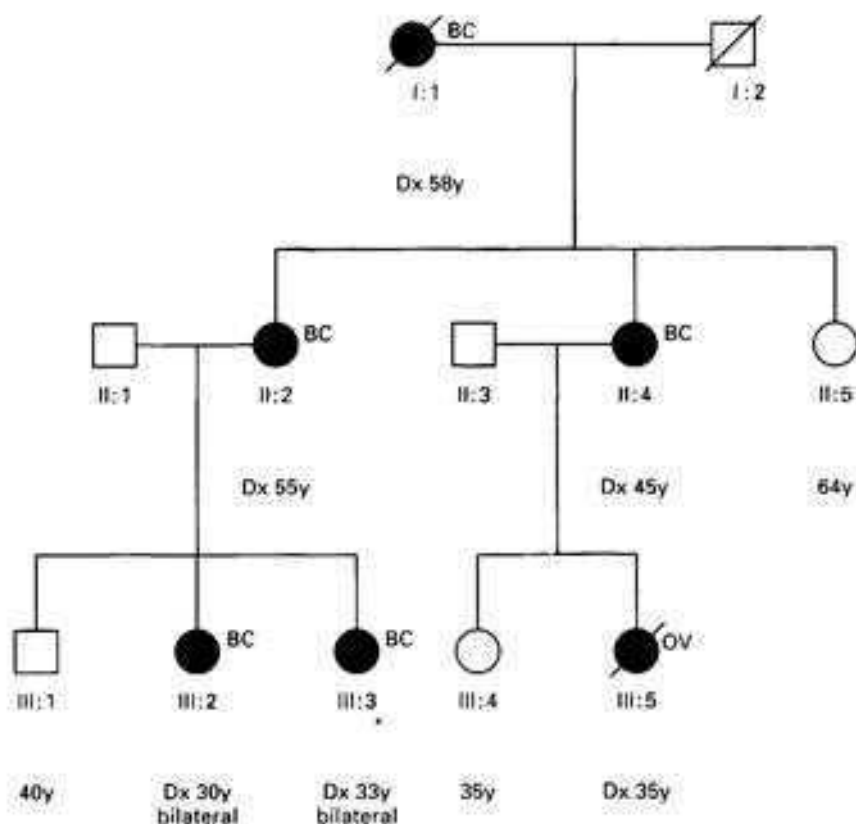 BC
I:1 I:2
Dx 58y
BC BC
II:1 II:2 II:3 II:4 II:5
Dx 55y Dx 45y 64y
BC BC OV
III:1 III:2 III:3 III:4 III:5
*
40y Dx 30y Dx 33y 35y Dx 35y
bilateral bilateral